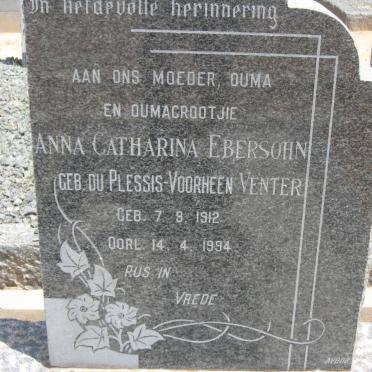 In liefdevolle herinnering
AAN ONS MOEDER, OUMA
EN OUMAGROOTJIE
ANNA CATHARINA EBERSOHN
GEB. DU PLESSIS-VOORHEEN VENTER
GEB. 7. 9. 1912
OORL. 14. 4. 1994
RUS IN
VREDE